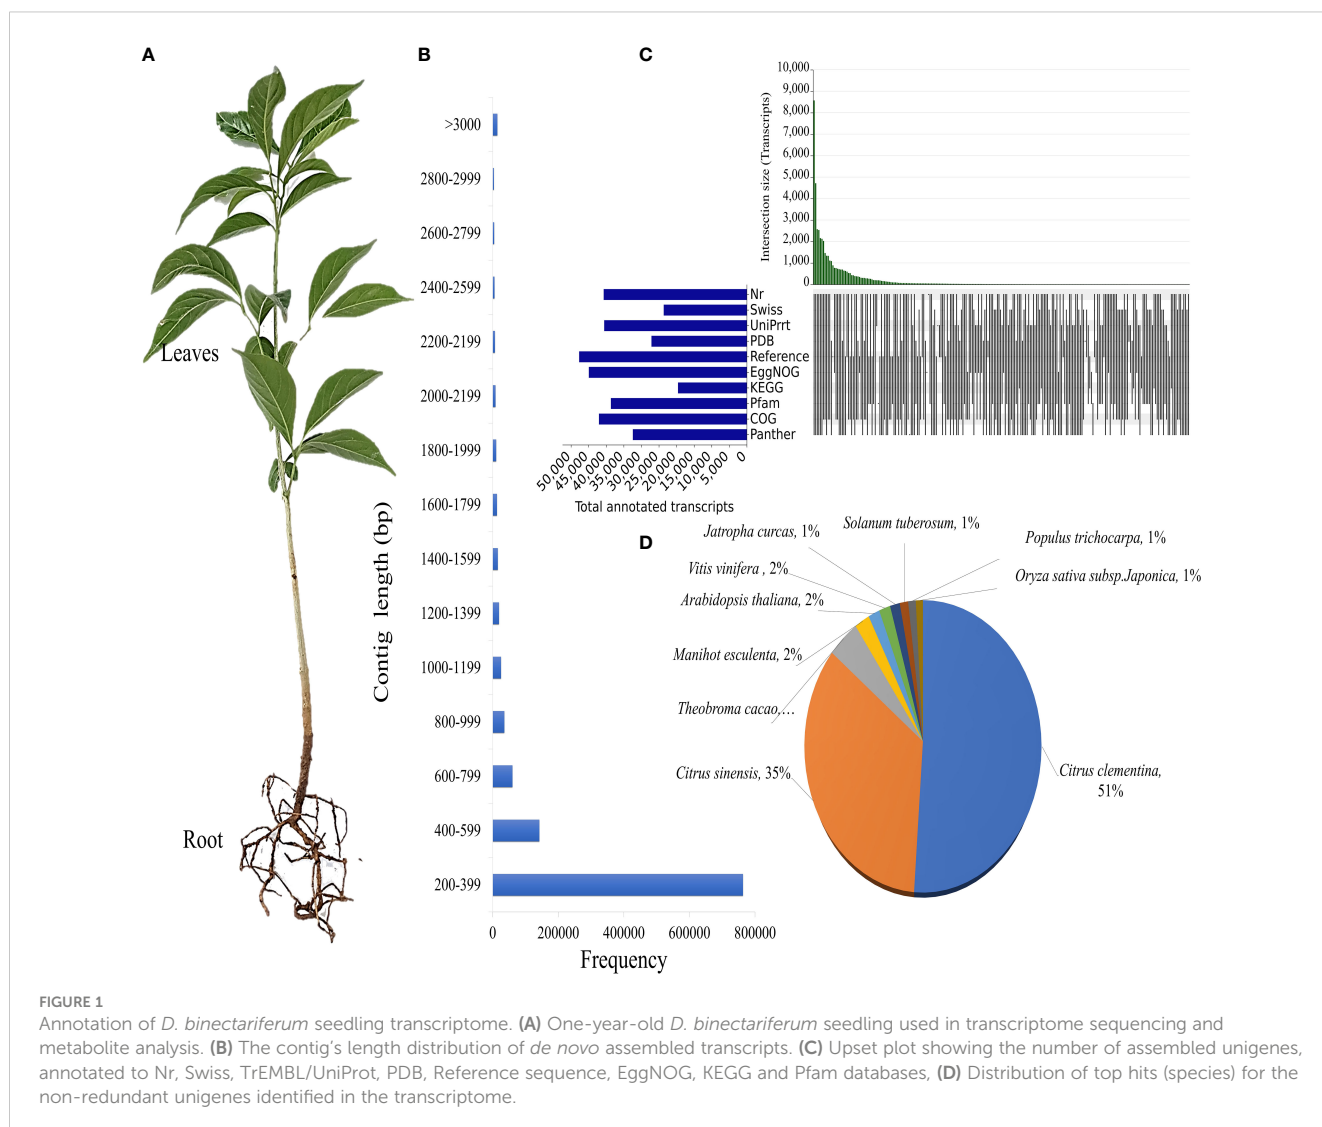 A
B
C
D
Leaves
Root
Contig length (bp)
>3000
2800-2999
2600-2799
2400-2599
2200-2199
2000-2199
1800-1999
1600-1799
1400-1599
1200-1399
1000-1199
800-999
600-799
400-599
200-399
0 200000 400000 600000 800000
Frequency
Intersection size (Transcripts)
10,000
9,000
8,000
7,000
6,000
5,000
4,000
3,000
2,000
1,000
0
Nr
Swiss
UniPrrt
PDB
Reference
EggNOG
KEGG
Pfam
COG
Panther
50,000 45,000 40,000 35,000 30,000 25,000 20,000 15,000 10,000 5,000 0
Total annotated transcripts
Solanum tuberosum, 1%
Jatropha curcas, 1%
Populus trichocarpa, 1%
Vitis vinifera , 2%
Oryza sativa subsp.Japonica, 1%
Arabidopsis thaliana, 2%
Manihot esculenta, 2%
Theobroma cacao,…
Citrus sinensis, 35%
Citrus clementina,
51%
FIGURE 1
Annotation of D. binectariferum seedling transcriptome. (A) One-year-old D. binectariferum seedling used in transcriptome sequencing and
metabolite analysis. (B) The contig's length distribution of de novo assembled transcripts. (C) Upset plot showing the number of assembled unigenes,
annotated to Nr, Swiss, TrEMBL/UniProt, PDB, Reference sequence, EggNOG, KEGG and Pfam databases, (D) Distribution of top hits (species) for the
non-redundant unigenes identified in the transcriptome.